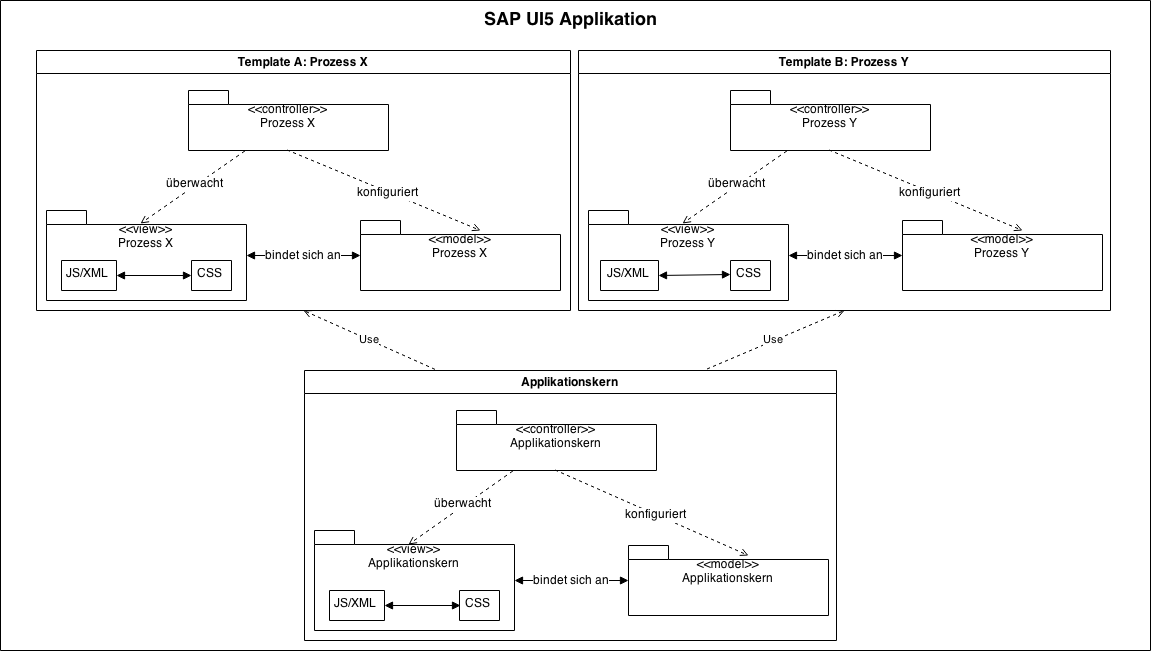 SAP UI5 Applikation
Template A: Prozess X
<<controller>>
Prozess X
überwacht
konfiguriert
<<view>>
Prozess X
JS/XML
CSS
bindet sich an
<<model>>
Prozess X
Template B: Prozess Y
<<controller>>
Prozess Y
überwacht
konfiguriert
<<view>>
Prozess Y
JS/XML
CSS
bindet sich an
<<model>>
Prozess Y
Use
Use
Applikationskern
<<controller>>
Applikationskern
überwacht
konfiguriert
<<view>>
Applikationskern
JS/XML
CSS
bindet sich an
<<model>>
Applikationskern